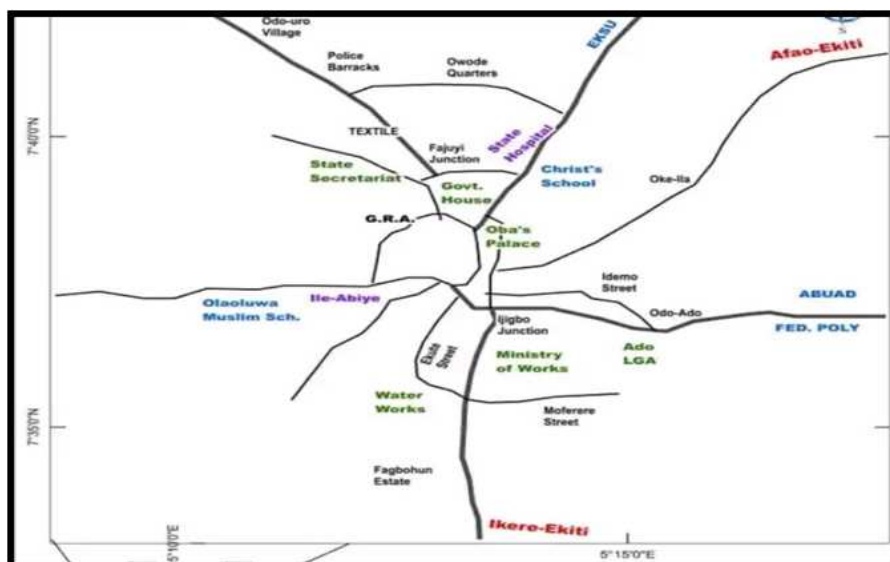 Odo-uro
Village
EKSU
S
Afao-Ekiti
Police
Barracks
Owode
Quarters
7°40'0"N
TEXTILE
State
Hospital
Fajuyi
Junction
State
Secretariat
Christ's
School
Oke-Ila
Govt.
House
G.R.A.
Oba's
Palace
Idemo
Street
Ile-Abiye
ABUAD
Olaoluwa
Muslim Sch.
Odo-Ado
Ijigbo
Junction
FED. POLY
Ekute
Street
Ministry
of Works
Ado
LGA
Water
Works
Moferere
Street
7°35'0"N
Fagbohun
Estate
Ikere-Ekiti
5°10'0"E
5°15'0"E